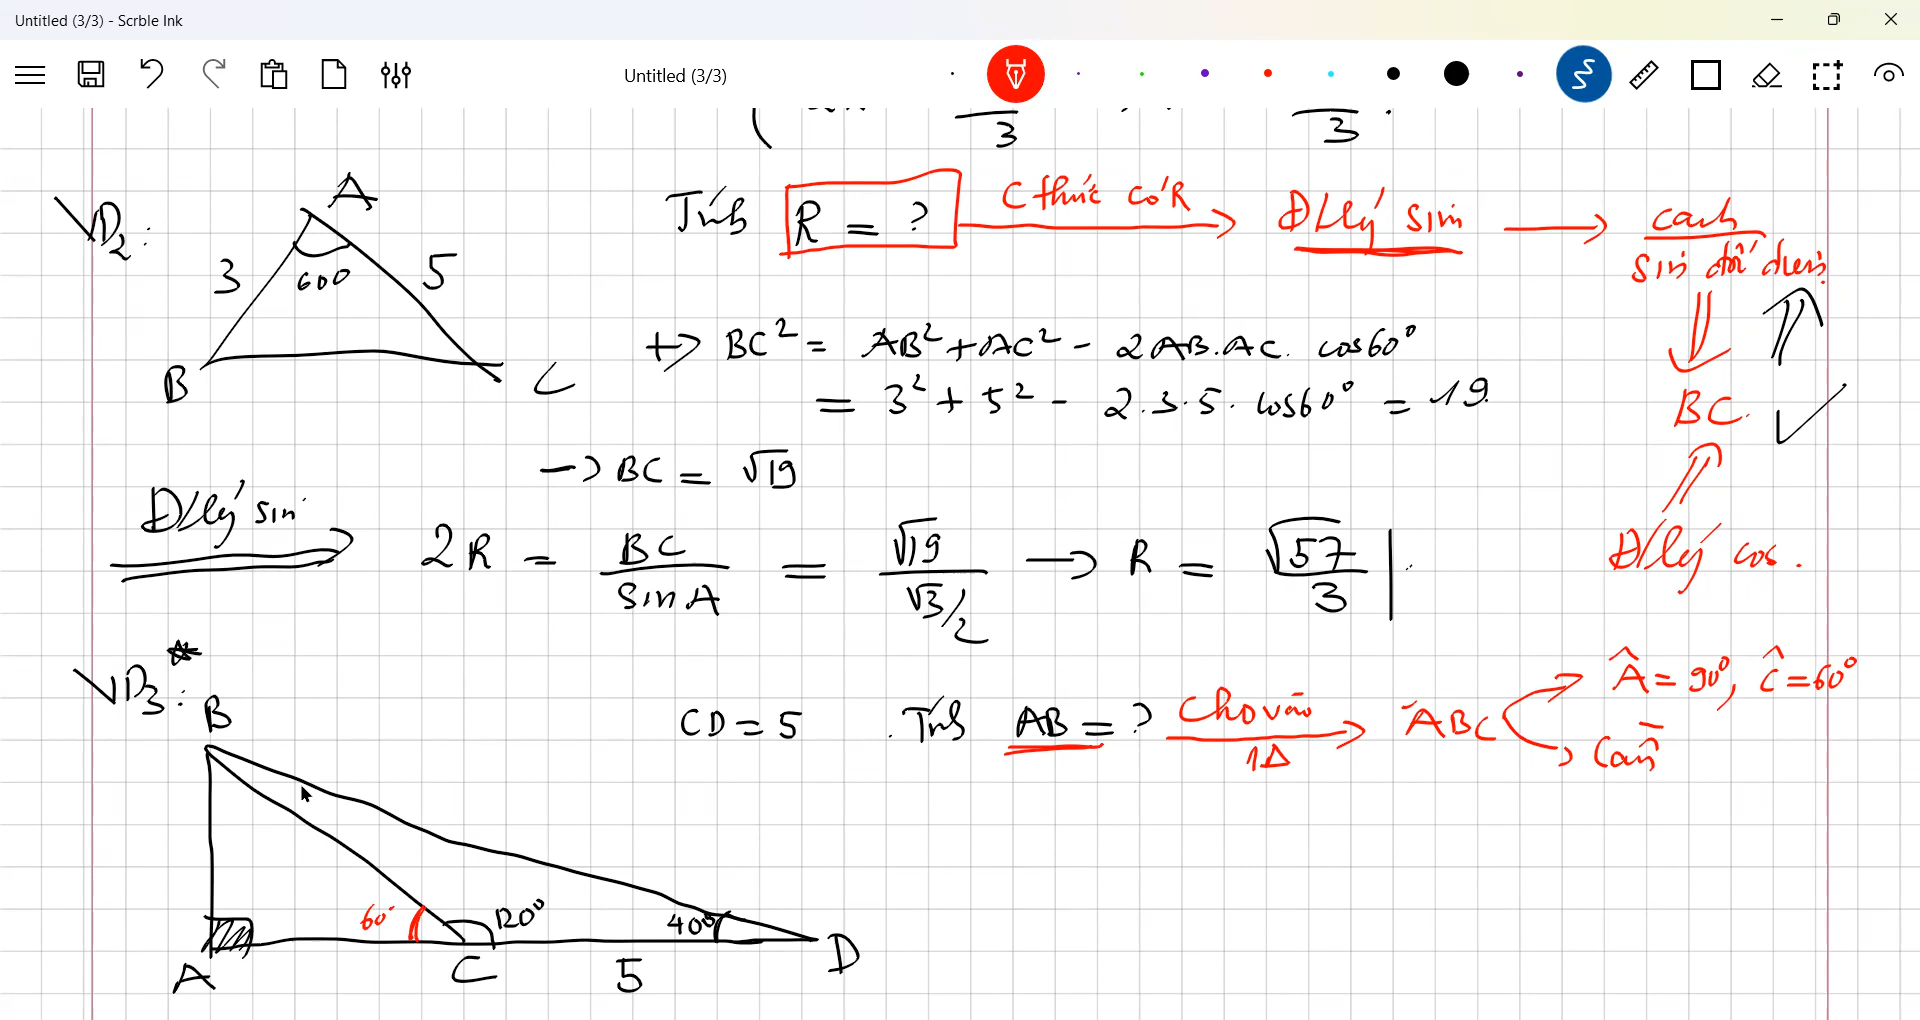 Untitled (3/3) - Scrble Ink
Untitled (3/3)
3
3
VD2:
A
3
60°
5
B
C
Tính R = ?
C thức có R
Đ/lý sin
cạnh
sin đối diện
BC² = AB² + AC² - 2AB.AC. cos60°
= 3² + 5² - 2.3.5. cos60° = 19
BC.
→ BC = √19
Đ/lý sin
2R = BC/sinA = √19/√3/2 → R = √57/3
Đ/lý cos.
VD3:
CD = 5 . Tính AB = ?
Cho vào
1Δ
ABC
Â = 90°, Ĉ = 60°
Cần
B
60°
120°
40°
A
C
5
D